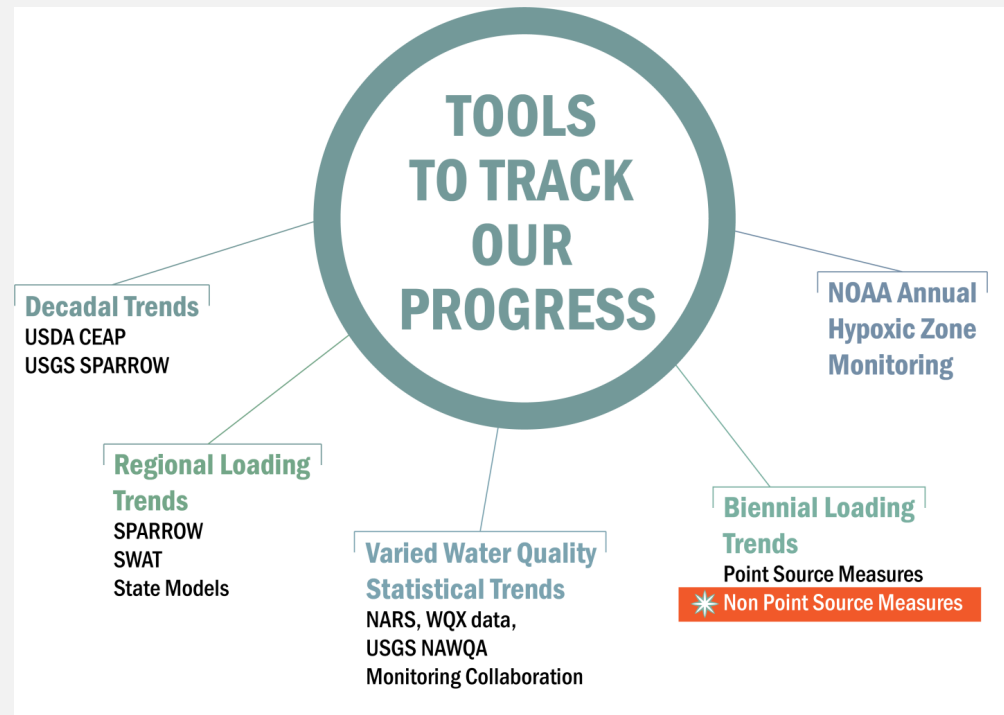 TOOLS
TO TRACK
OUR
PROGRESS
Decadal Trends
USDA CEAP
USGS SPARROW
Regional Loading
Trends
SPARROW
SWAT
State Models
Varied Water Quality
Statistical Trends
NARS, WQX data,
USGS NAWQA
Monitoring Collaboration
Biennial Loading
Trends
Point Source Measures
Non Point Source Measures
NOAA Annual
Hypoxic Zone
Monitoring